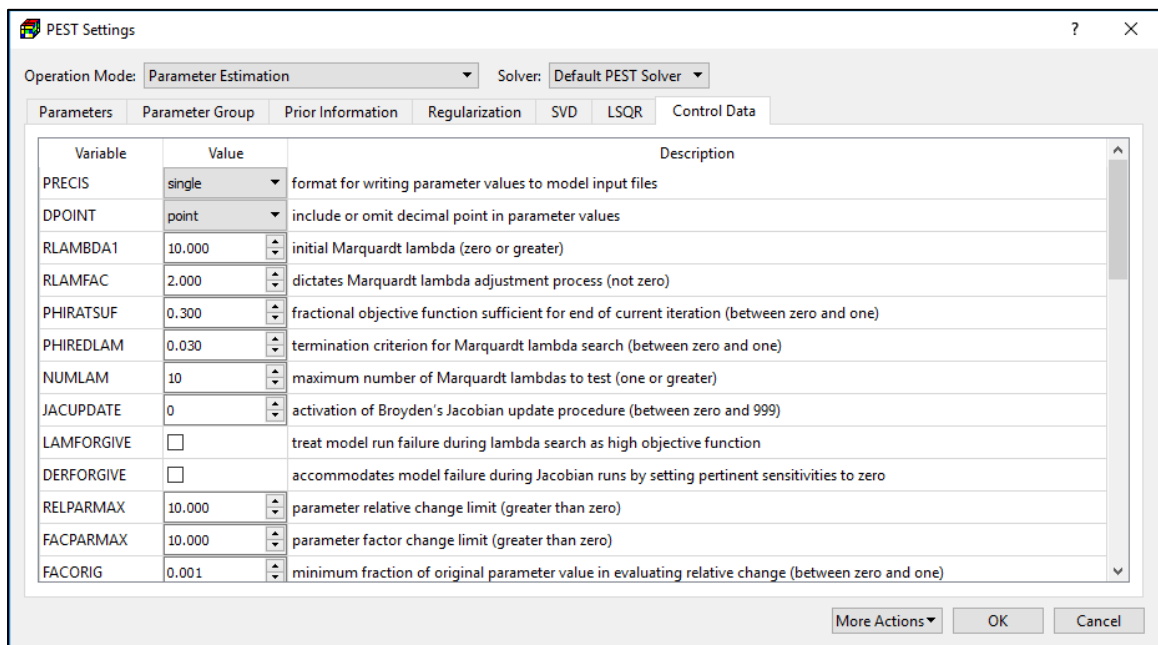 PEST Settings
?
Operation Mode: Parameter Estimation Solver: Default PEST Solver
Parameters Parameter Group Prior Information Regularization SVD LSQR Control Data
Variable Value Description
PRECIS single format for writing parameter values to model input files
DPOINT point include or omit decimal point in parameter values
RLAMBDA1 10.000 initial Marquardt lambda (zero or greater)
RLAMFAC 2.000 dictates Marquardt lambda adjustment process (not zero)
PHIRATSUF 0.300 fractional objective function sufficient for end of current iteration (between zero and one)
PHIREDLAM 0.030 termination criterion for Marquardt lambda search (between zero and one)
NUMLAM 10 maximum number of Marquardt lambdas to test (one or greater)
JACUPDATE 0 activation of Broyden's Jacobian update procedure (between zero and 999)
LAMFORGIVE treat model run failure during lambda search as high objective function
DERFORGIVE accommodates model failure during Jacobian runs by setting pertinent sensitivities to zero
RELPARMAX 10.000 parameter relative change limit (greater than zero)
FACPARMAX 10.000 parameter factor change limit (greater than zero)
FACORIG 0.001 minimum fraction of original parameter value in evaluating relative change (between zero and one)
More Actions OK Cancel